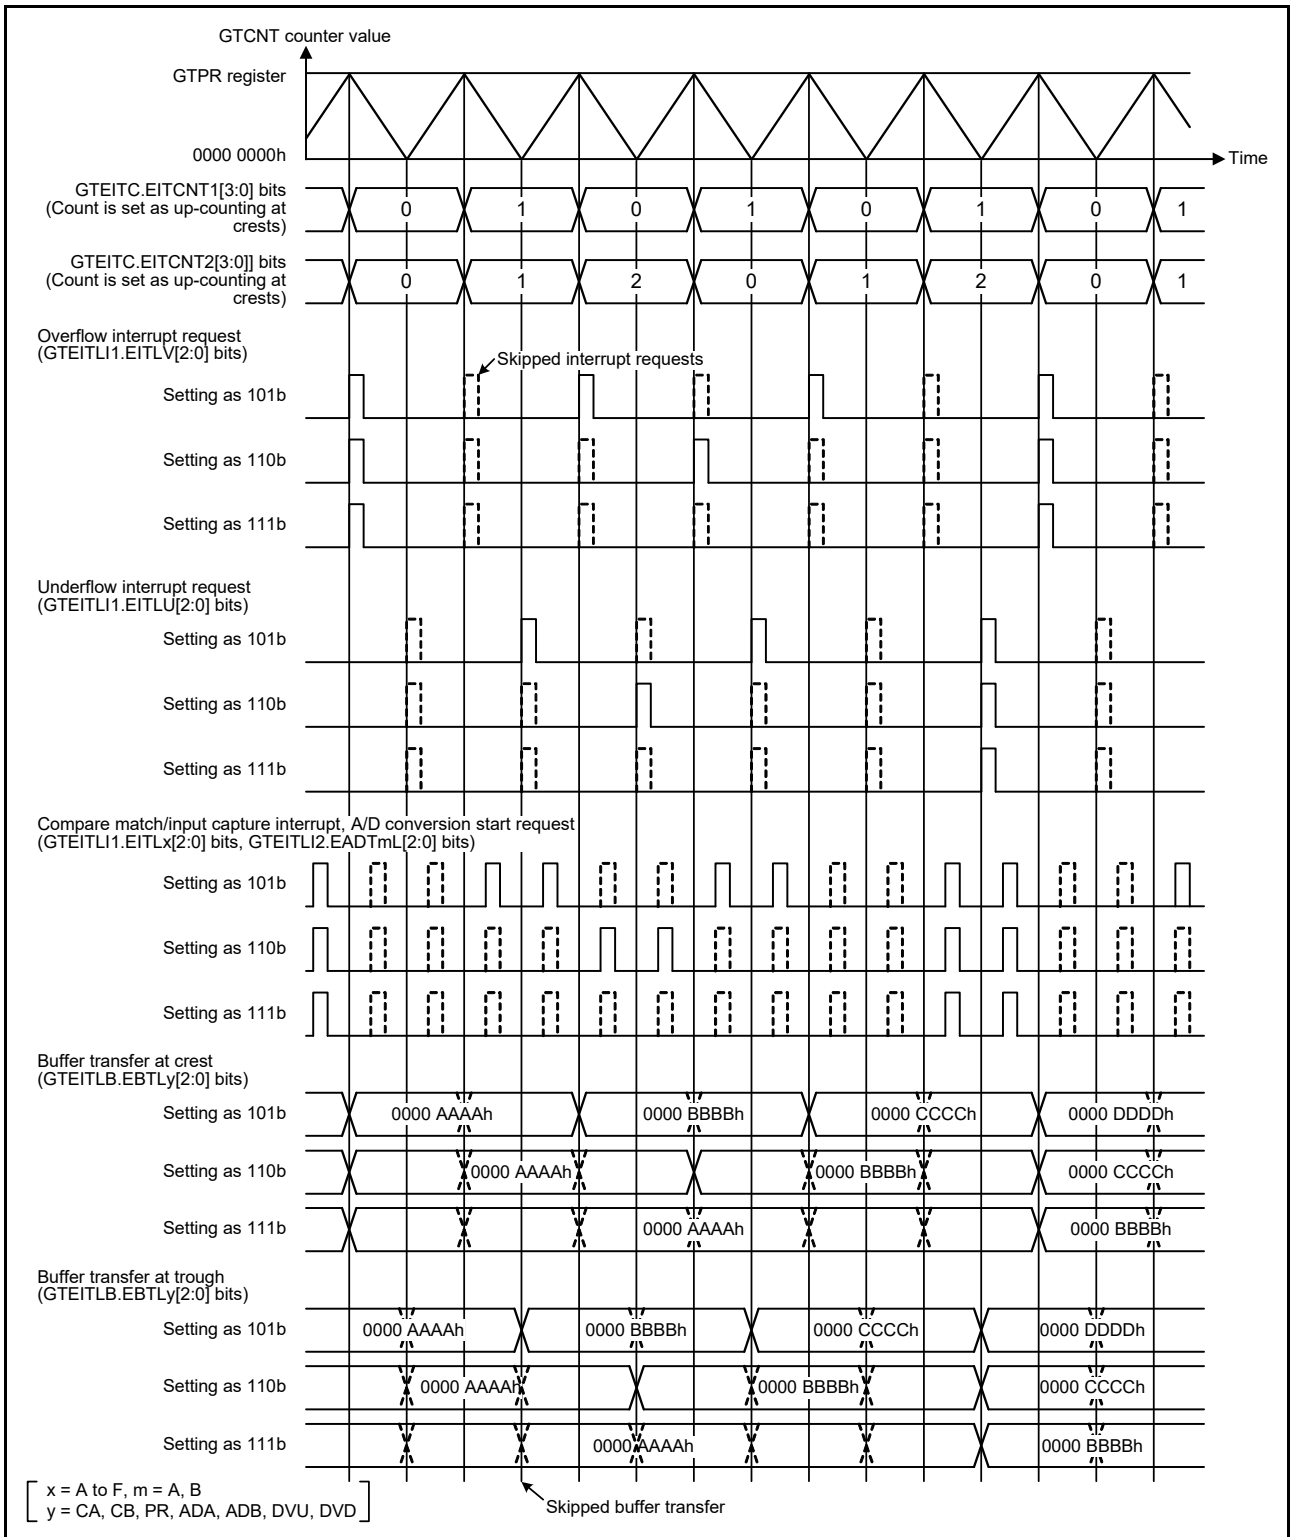 GTCNT counter value
GTPR register
0000 0000h
Time
GTEITC.EITCNT1[3:0] bits
(Count is set as up-counting at
crests)
0 1 0 1 0 1 0 1
GTEITC.EITCNT2[3:0]] bits
(Count is set as up-counting at
crests)
0 1 2 0 1 2 0 1
Overflow interrupt request
(GTEITLI1.EITLV[2:0] bits)
Skipped interrupt requests
Setting as 101b
Setting as 110b
Setting as 111b
Underflow interrupt request
(GTEITLI1.EITLU[2:0] bits)
Setting as 101b
Setting as 110b
Setting as 111b
Compare match/input capture interrupt, A/D conversion start request
(GTEITLI1.EITLx[2:0] bits, GTEITLI2.EADTmL[2:0] bits)
Setting as 101b
Setting as 110b
Setting as 111b
Buffer transfer at crest
(GTEITLB.EBTLy[2:0] bits)
Setting as 101b 0000 AAAAh 0000 BBBBh 0000 CCCCh 0000 DDDDh
Setting as 110b 0000 AAAAh 0000 BBBBh 0000 CCCCh
Setting as 111b 0000 AAAAh 0000 BBBBh
Buffer transfer at trough
(GTEITLB.EBTLy[2:0] bits)
Setting as 101b 0000 AAAAh 0000 BBBBh 0000 CCCCh 0000 DDDDh
Setting as 110b 0000 AAAAh 0000 BBBBh 0000 CCCCh
Setting as 111b 0000 AAAAh 0000 BBBBh
x = A to F, m = A, B
y = CA, CB, PR, ADA, ADB, DVU, DVD
Skipped buffer transfer